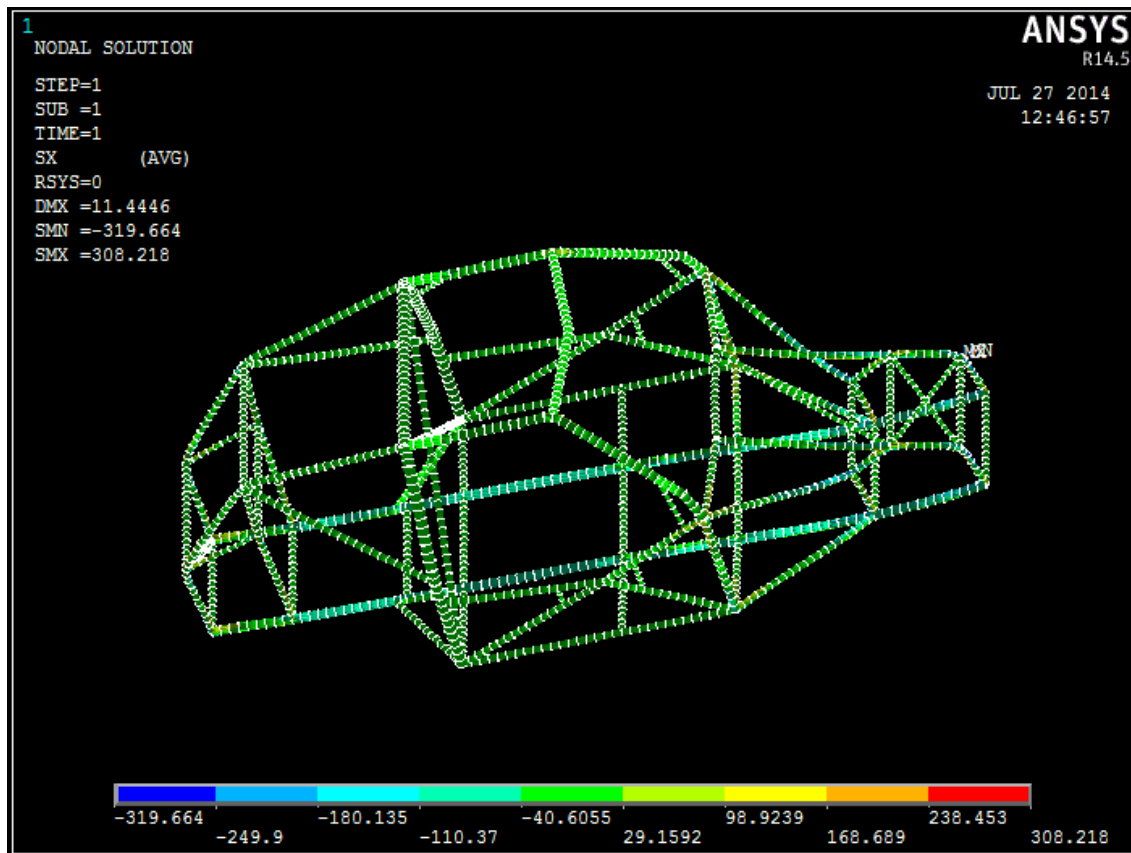 1
NODAL SOLUTION
STEP=1
SUB =1
TIME=1
SX (AVG)
RSYS=0
DMX =11.4446
SMN =-319.664
SMX =308.218
ANSYS
R14.5
JUL 27 2014
12:46:57
-319.664 -180.135 -40.6055 98.9239 238.453
-249.9 -110.37 29.1592 168.689 308.218